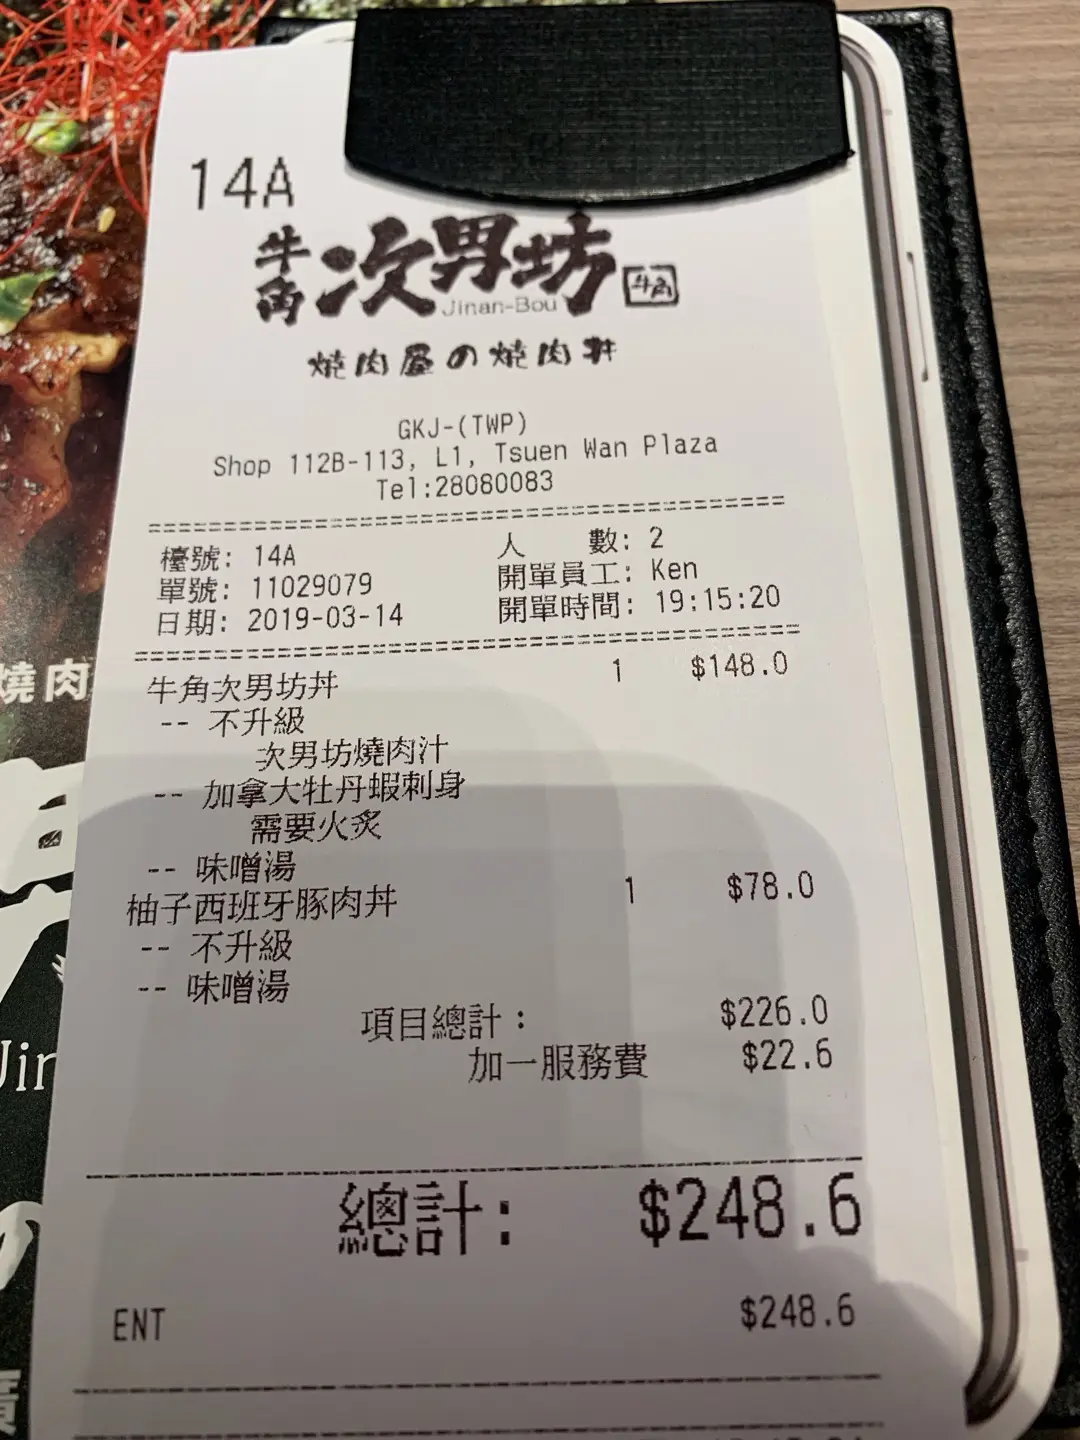 14A
牛角 次男坊 牛角
Jinan-Bou
焼肉屋の焼肉丼
GKJ-(TWP)
Shop 112B-113, L1, Tsuen Wan Plaza
Tel:28080083
檯號: 14A 人 數: 2
單號: 11029079 開單員工: Ken
日期: 2019-03-14 開單時間: 19:15:20
牛角次男坊丼 1 $148.0
-- 不升級
次男坊燒肉汁
-- 加拿大牡丹蝦刺身
需要火炙
-- 味噌湯
柚子西班牙豚肉丼 1 $78.0
-- 不升級
-- 味噌湯
項目總計: $226.0
加一服務費 $22.6
總計: $248.6
ENT $248.6
燒肉
Jin